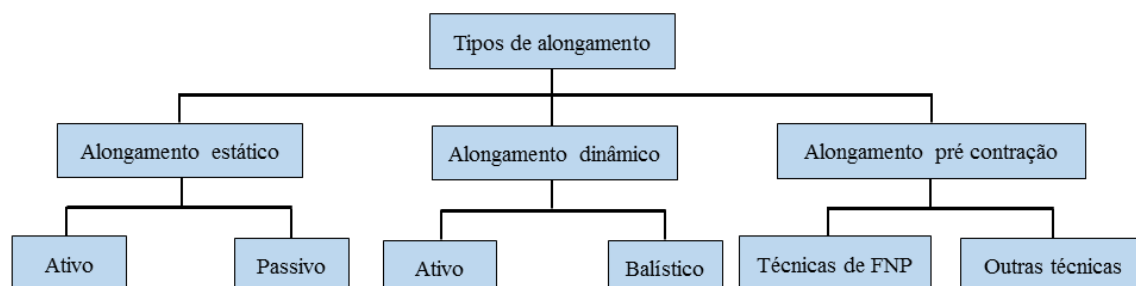 Tipos de alongamento
Alongamento estático
Alongamento dinâmico
Alongamento pré contração
Ativo
Passivo
Ativo
Balístico
Técnicas de FNP
Outras técnicas